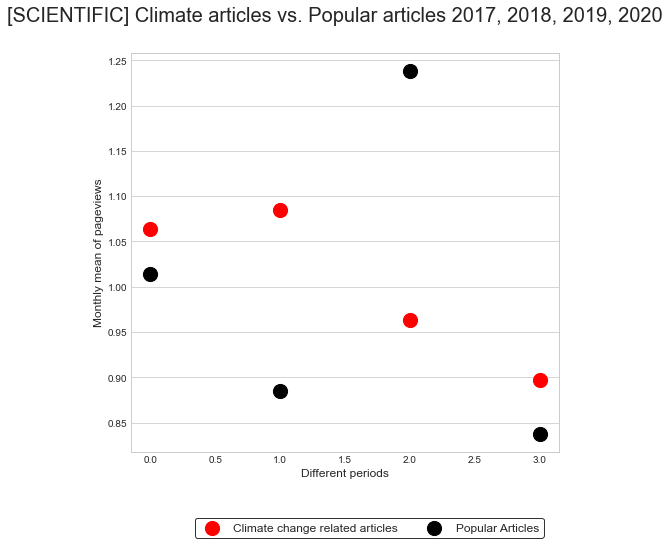 [SCIENTIFIC] Climate articles vs. Popular articles 2017, 2018, 2019, 2020
1.25
1.20
1.15
1.10
1.05
1.00
0.95
0.90
0.85
Monthly mean of pageviews
0.0 0.5 1.0 1.5 2.0 2.5 3.0
Different periods
Climate change related articles Popular Articles